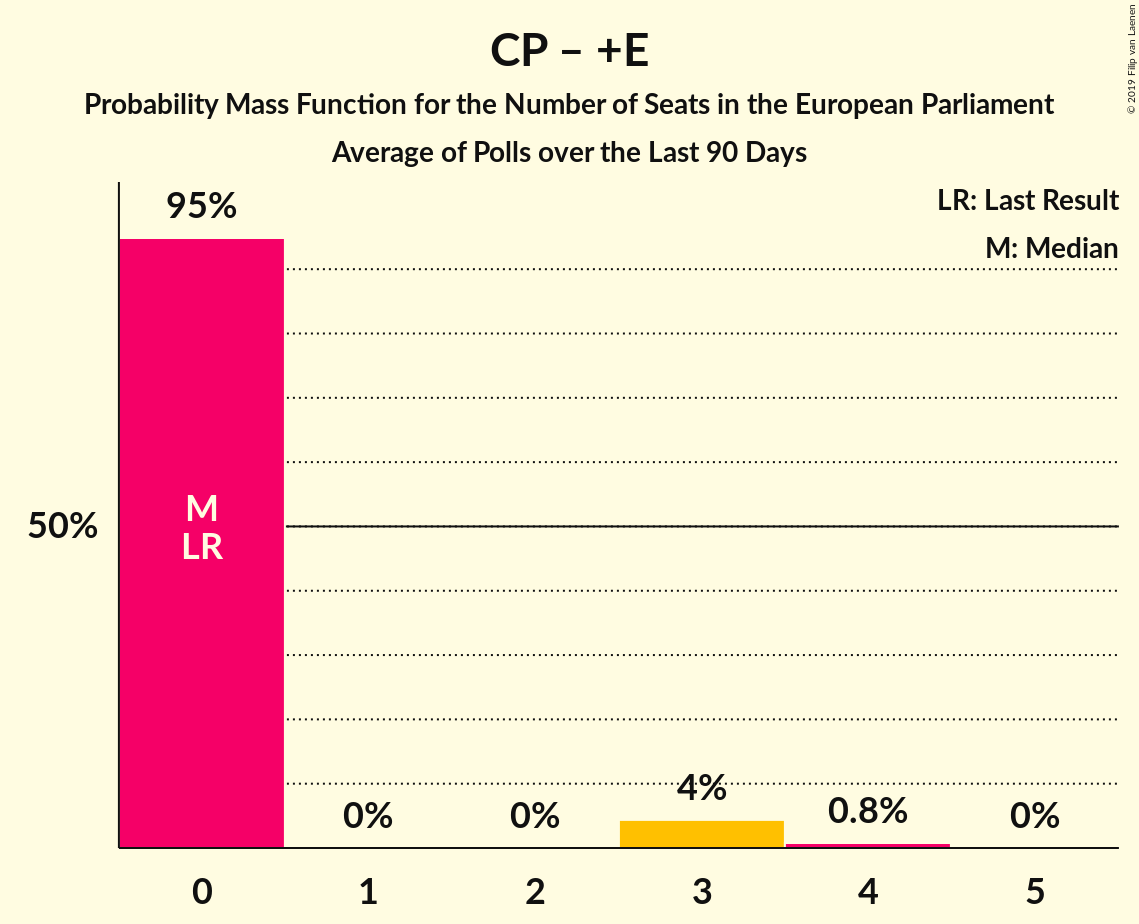 CP – +E
Probability Mass Function for the Number of Seats in the European Parliament
Average of Polls over the Last 90 Days
© 2019 Filip van Laenen
LR: Last Result
M: Median
95%
M
LR
50%
0%
0%
4%
0.8%
0%
0
1
2
3
4
5